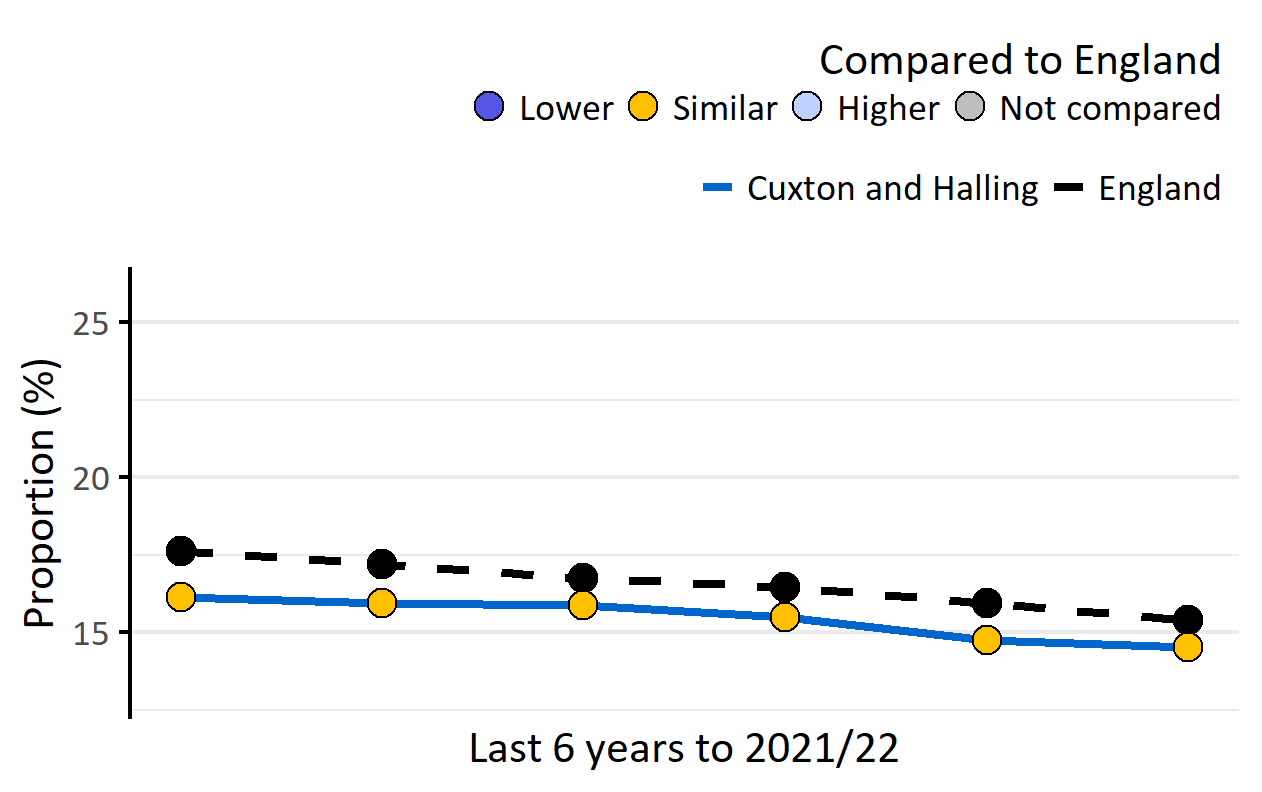 Compared to England
Lower Similar Higher Not compared
Cuxton and Halling England
Proportion (%)
25
20
15
Last 6 years to 2021/22